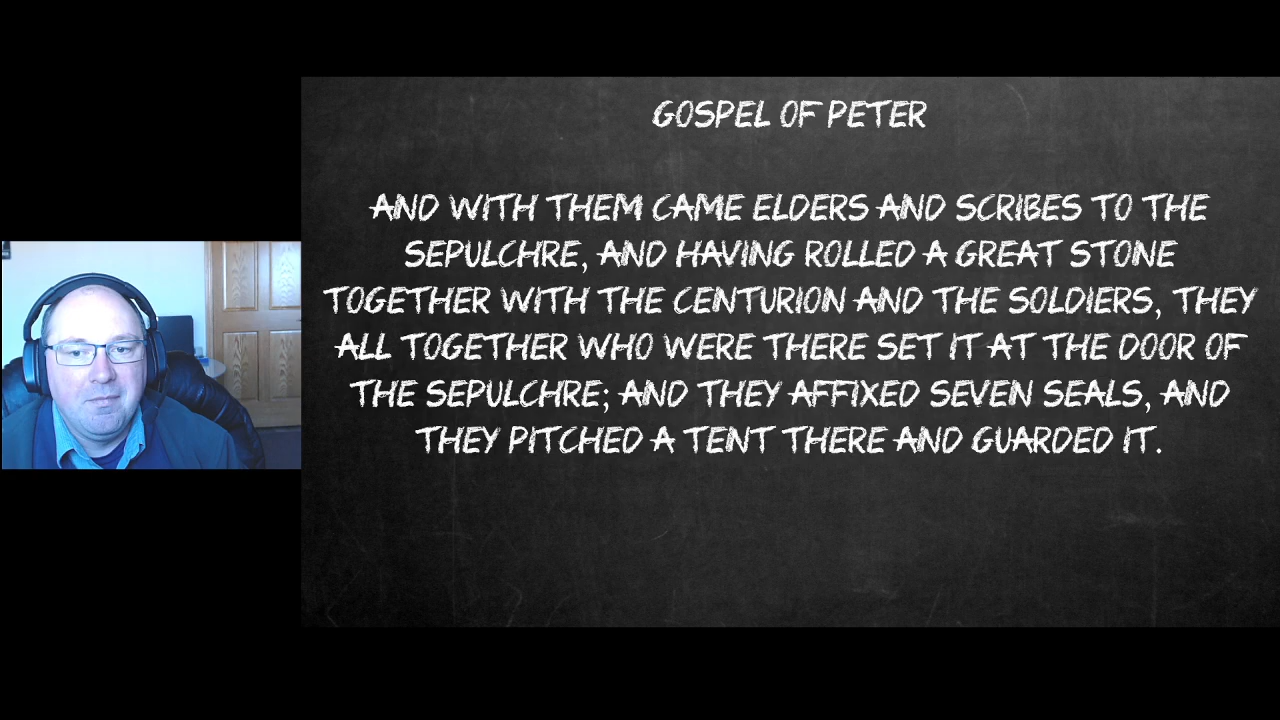 GOSPEL OF PETER
AND WITH THEM CAME ELDERS AND SCRIBES TO THE
SEPULCHRE, AND HAVING ROLLED A GREAT STONE
TOGETHER WITH THE CENTURION AND THE SOLDIERS, THEY
ALL TOGETHER WHO WERE THERE SET IT AT THE DOOR OF
THE SEPULCHRE; AND THEY AFFIXED SEVEN SEALS, AND
THEY PITCHED A TENT THERE AND GUARDED IT.